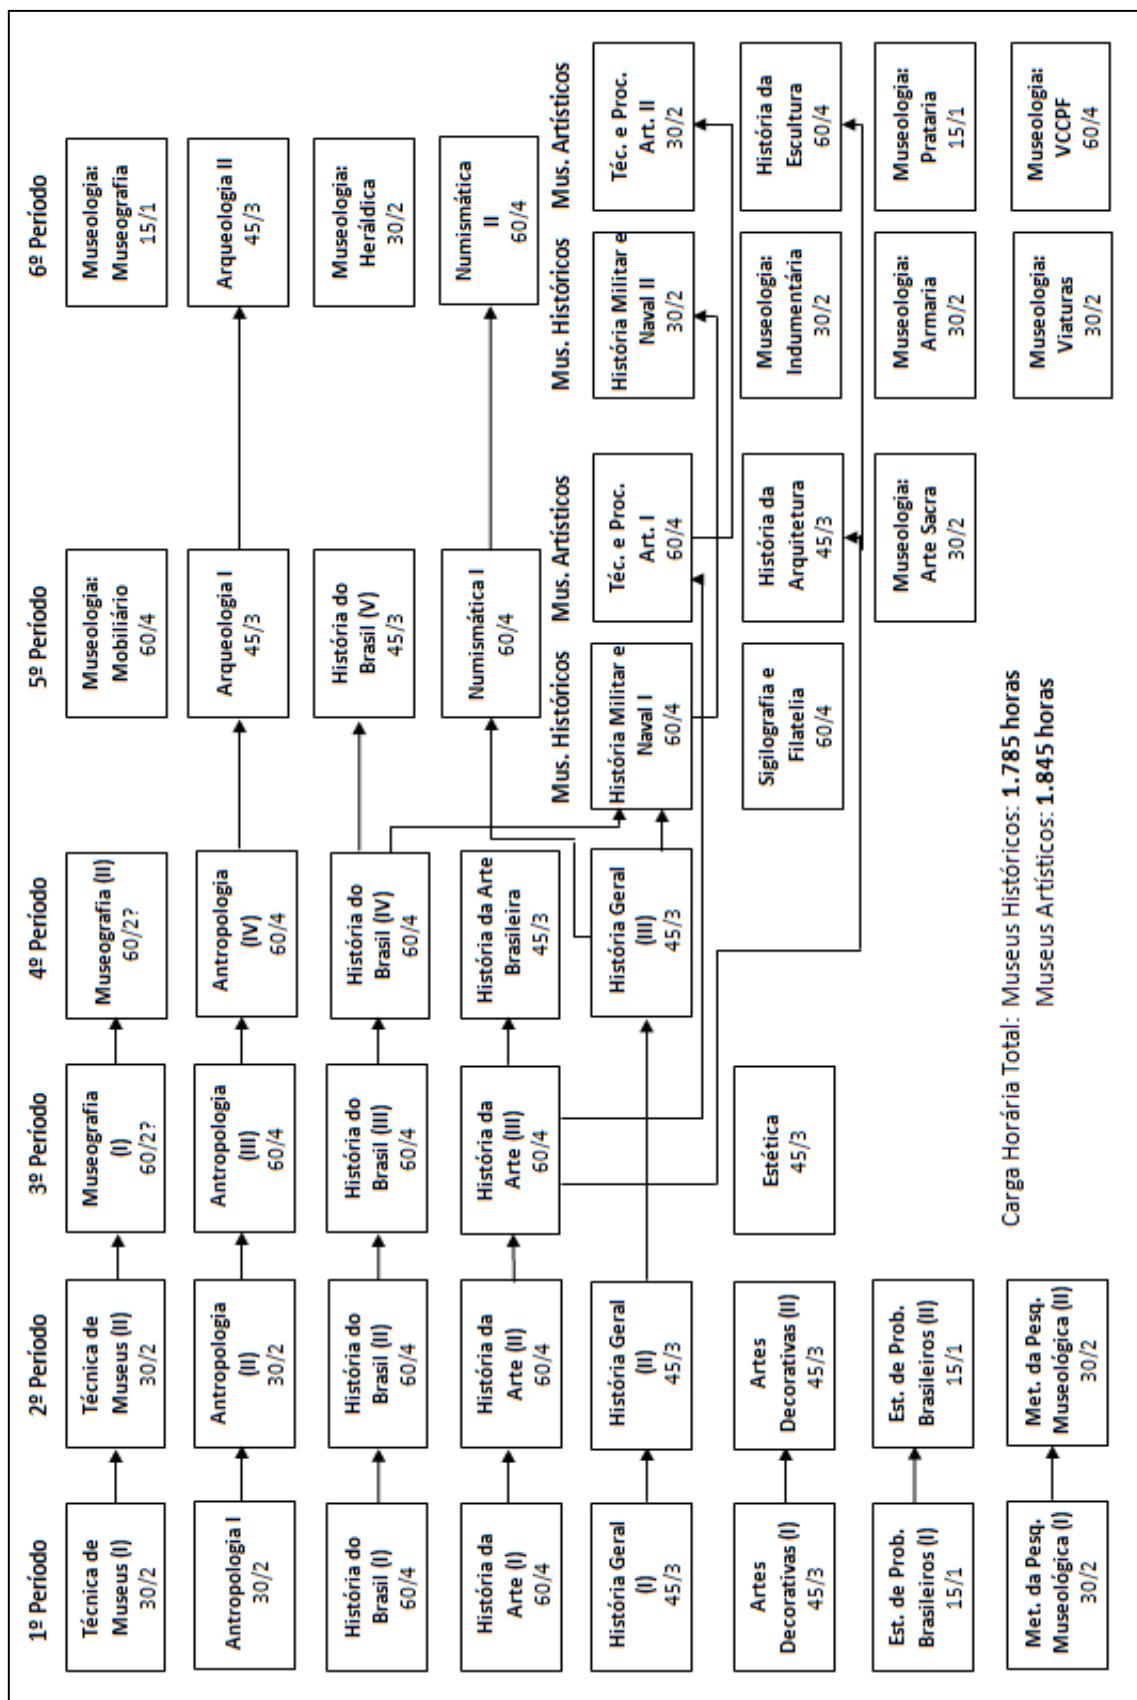 1º Período
Técnica de
Museus (I)
30/2
Antropologia I
30/2
História do
Brasil (I)
60/4
História da
Arte (I)
60/4
História Geral
(I)
45/3
Artes
Decorativas (I)
45/3
Est. de Prob.
Brasileiros (I)
15/1
Met. da Pesq.
Museológica (I)
30/2
2º Período
Técnica de
Museus (II)
30/2
Antropologia
(II)
30/2
História do
Brasil (II)
60/4
História da
Arte (II)
60/4
História Geral
(II)
45/3
Artes
Decorativas (II)
45/3
Est. de Prob.
Brasileiros (II)
15/1
Met. da Pesq.
Museológica (II)
30/2
3º Período
Museografia
(I)
60/2?
Antropologia
(III)
60/4
História do
Brasil (III)
60/4
História da
Arte (III)
60/4
Estética
45/3
4º Período
Museografia (II)
60/2?
Antropologia
(IV)
60/4
História do
Brasil (IV)
60/4
História da Arte
Brasileira
45/3
História Geral
(III)
45/3
5º Período
Museologia:
Mobiliário
60/4
Arqueologia I
45/3
História do
Brasil (V)
45/3
Numismática I
60/4
Mus. Históricos
História Militar e
Naval I
60/4
Sigilografia e
Filatelia
60/4
Mus. Artísticos
Téc. e Proc.
Art. I
60/4
História da
Arquitetura
45/3
Museologia:
Arte Sacra
30/2
6º Período
Museologia:
Museografia
15/1
Arqueologia II
45/3
Museologia:
Heráldica
30/2
Numismática
II
60/4
Mus. Históricos
História Militar e
Naval II
30/2
Museologia:
Indumentária
30/2
Museologia:
Armaria
30/2
Museologia:
Viaturas
30/2
Mus. Artísticos
Téc. e Proc.
Art. II
30/2
História da
Escultura
60/4
Museologia:
Prataria
15/1
Museologia:
VCCPF
60/4
Carga Horária Total: Museus Históricos: 1.785 horas
Museus Artísticos: 1.845 horas